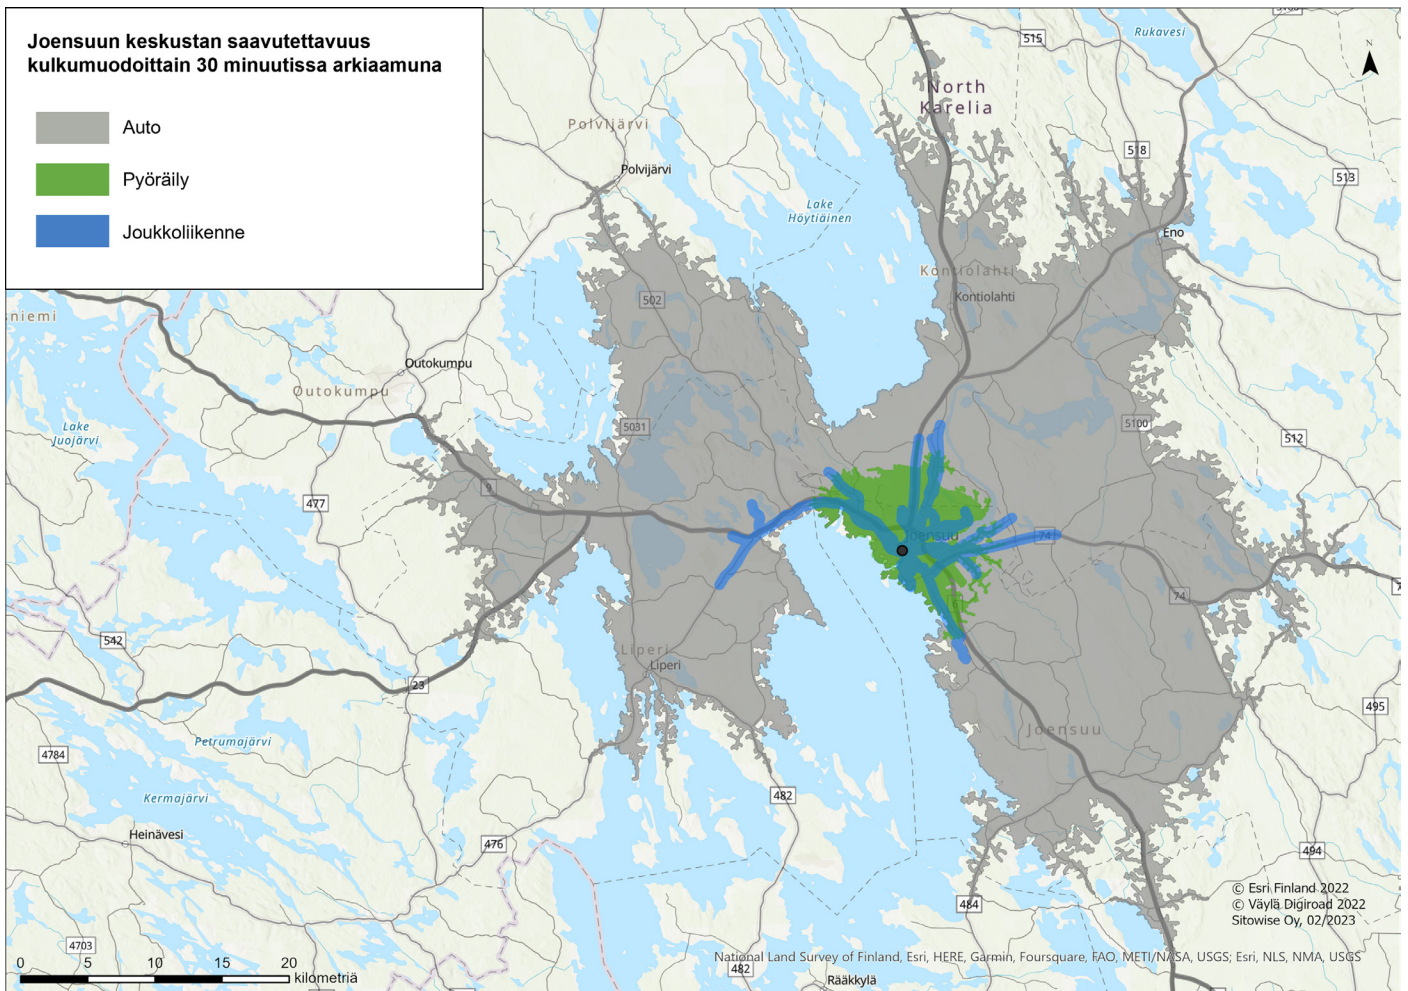 Joensuun keskustan saavutettavuus
kulkumuodoittain 30 minuutissa arkiaamuna
Auto
Pyöräily
Joukkoliikenne
N
515
Rukavesi
North
Karelia
Polvijärvi
Polvijärvi
518
513
Lake
Höytiäinen
Eno
Kontiolahti
Kontiolahti
502
sniemi
Outokumpu
Outokumpu
Lake
Juojärvi
5031
5100
512
9
477
Joensuu
74
74
6
542
Liperi
Liperi
23
495
Joensuu
4784
Petrumajärvi
Kermajärvi
482
Heinävesi
476
494
484
© Esri Finland 2022
© Väylä Digiroad 2022
Sitowise Oy, 02/2023
4703
National Land Survey of Finland, Esri, HERE, Garmin, Foursquare, FAO, METI/NASA, USGS; Esri, NLS, NMA, USGS
482
Rääkkylä
0 5 10 15 20
kilometriä